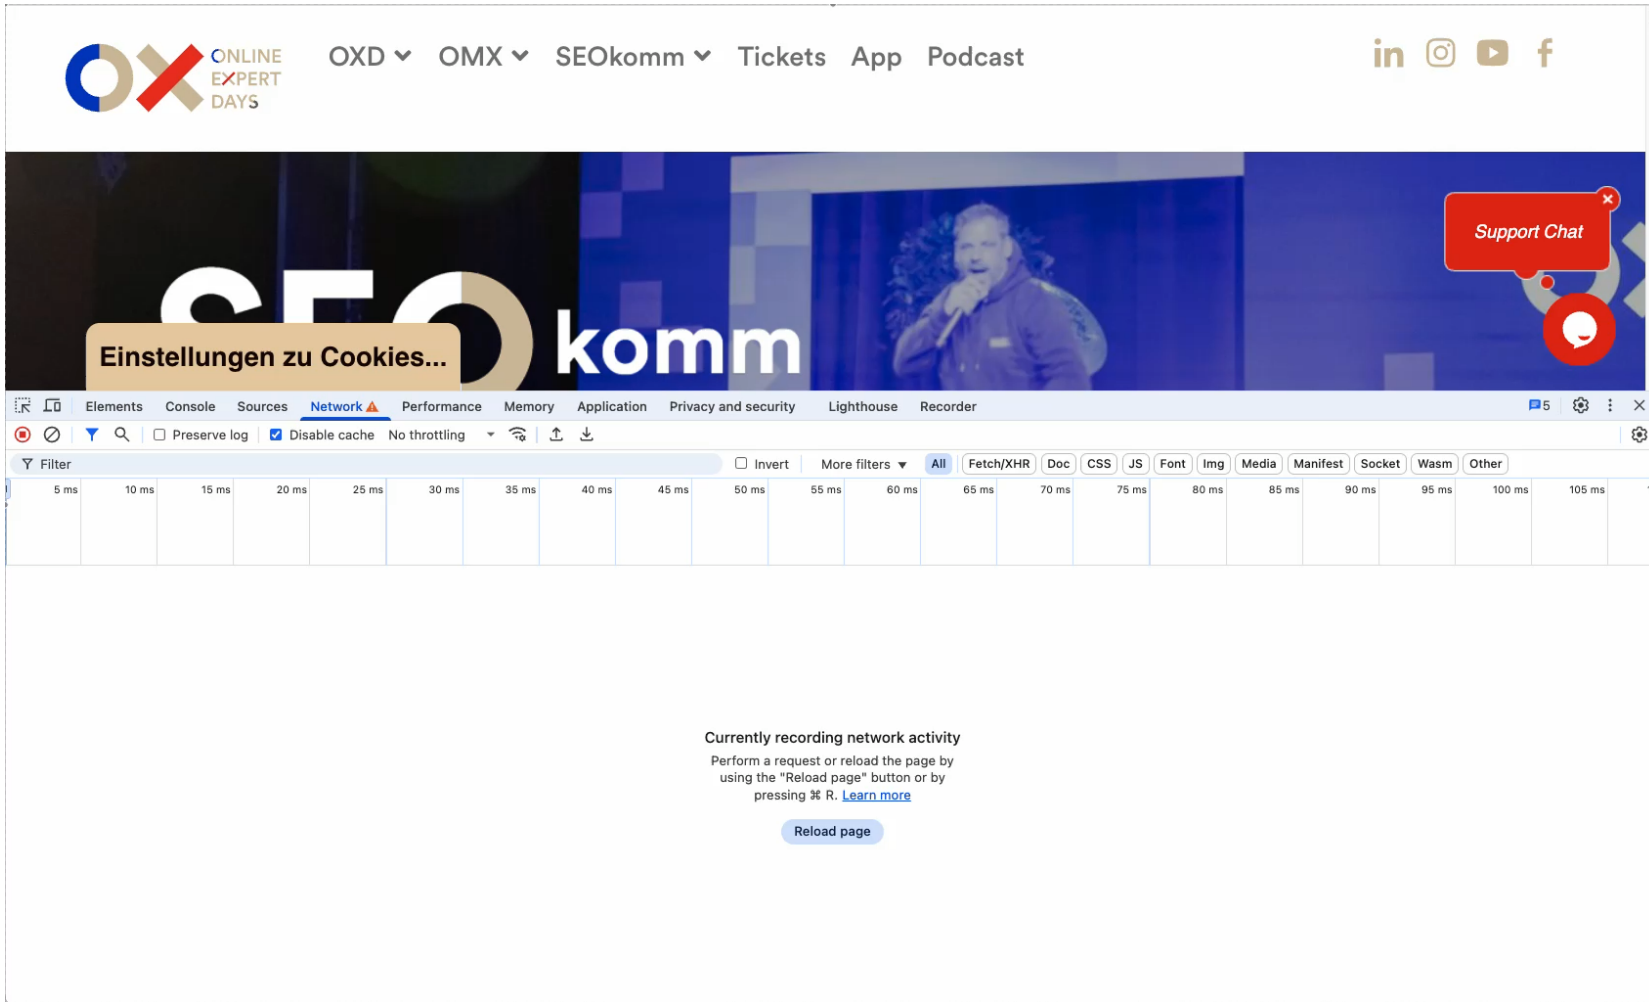 ONLINE
EXPERT
DAYS
OXD OMX SEOkomm Tickets App Podcast
Support Chat
SEO komm
Einstellungen zu Cookies...
Elements Console Sources Network Performance Memory Application Privacy and security Lighthouse Recorder 5
Preserve log Disable cache No throttling
Filter Invert More filters All Fetch/XHR Doc CSS JS Font Img Media Manifest Socket Wasm Other
5 ms 10 ms 15 ms 20 ms 25 ms 30 ms 35 ms 40 ms 45 ms 50 ms 55 ms 60 ms 65 ms 70 ms 75 ms 80 ms 85 ms 90 ms 95 ms 100 ms 105 ms
Currently recording network activity
Perform a request or reload the page by
using the "Reload page" button or by
pressing ⌘ R. Learn more
Reload page